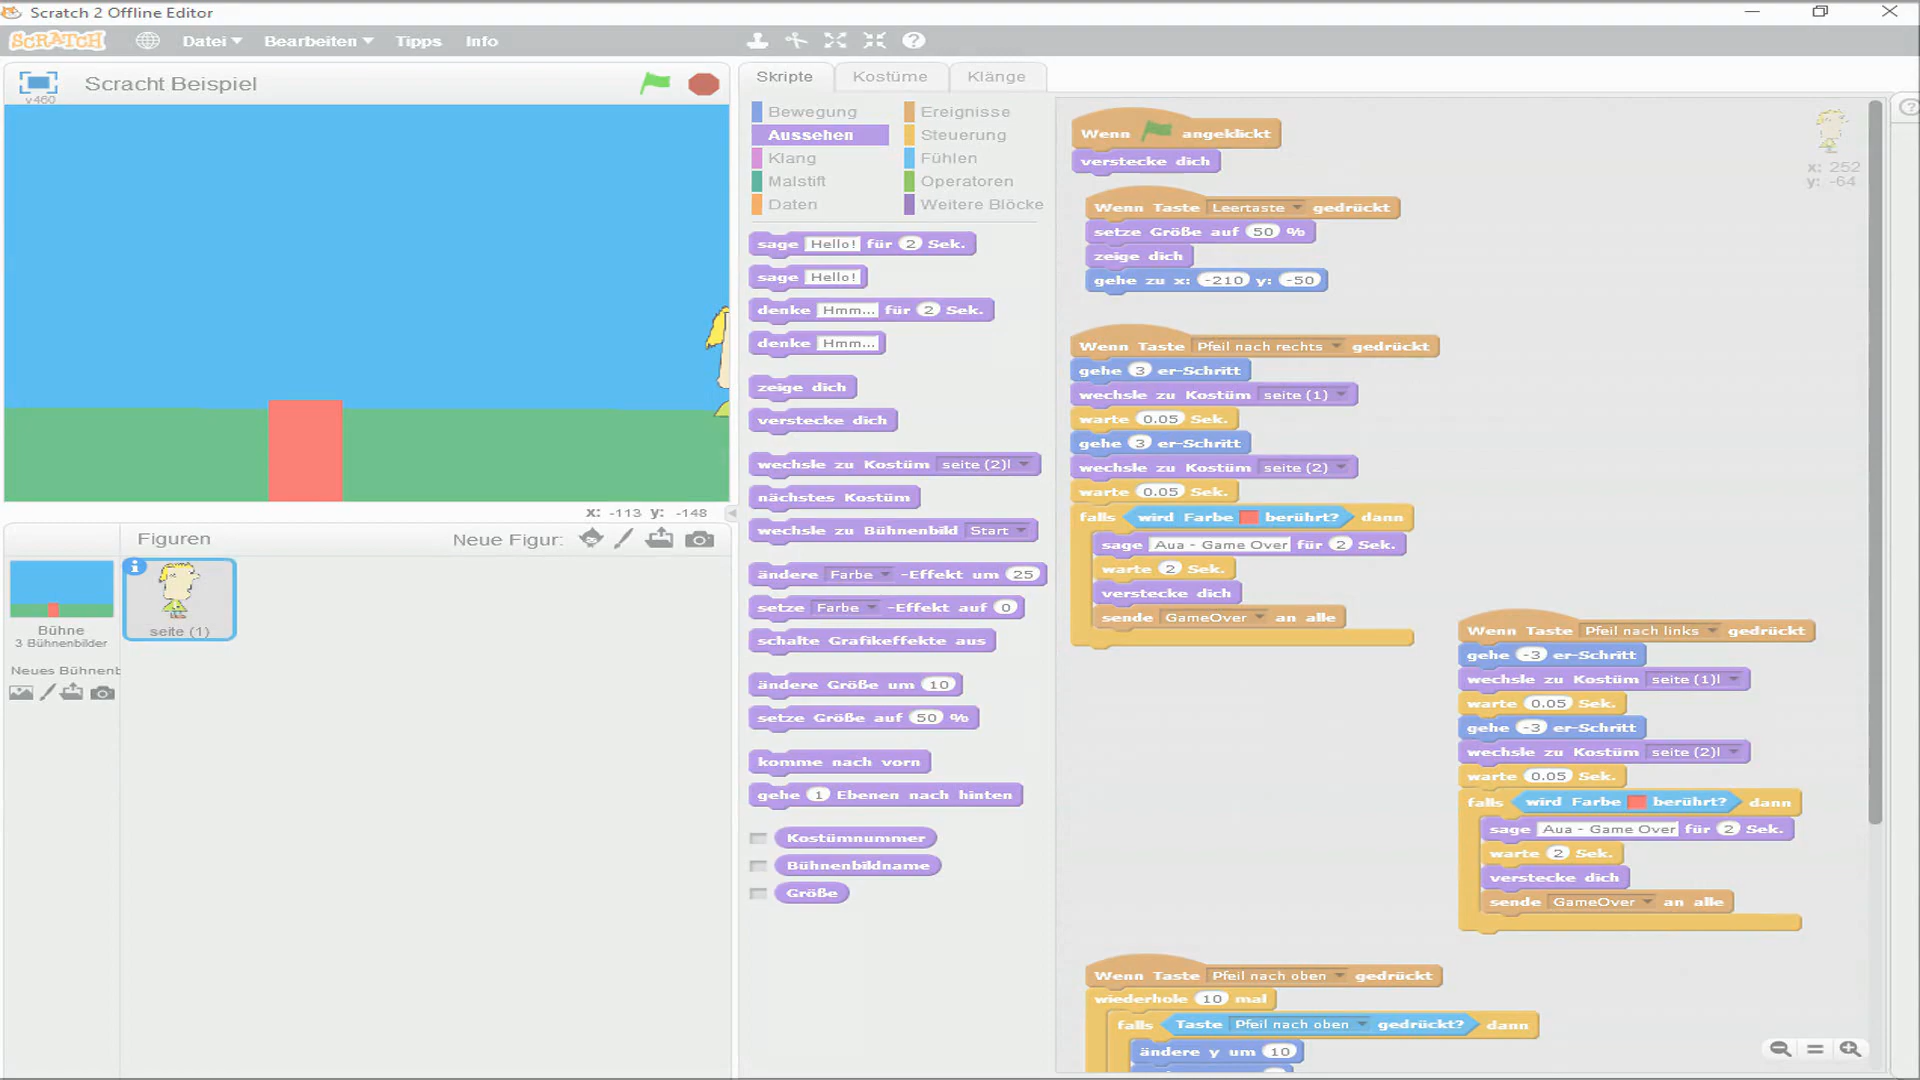 Scratch 2 Offline Editor
SCRATCH Datei Bearbeiten Tipps Info
v460
Scracht Beispiel
x: -113 y: -148
Figuren
Neue Figur:
Bühne
3 Bühnenbilder
Neues Bühnenb
seite (1)
Skripte Kostüme Klänge
Bewegung Ereignisse
Aussehen Steuerung
Klang Fühlen
Malstift Operatoren
Daten Weitere Blöcke
sage Hello! für 2 Sek.
sage Hello!
denke Hmm... für 2 Sek.
denke Hmm...
zeige dich
verstecke dich
wechsle zu Kostüm seite (2)l
nächstes Kostüm
wechsle zu Bühnenbild Start
ändere Farbe -Effekt um 25
setze Farbe -Effekt auf 0
schalte Grafikeffekte aus
ändere Größe um 10
setze Größe auf 50 %
komme nach vorn
gehe 1 Ebenen nach hinten
Kostümnummer
Bühnenbildname
Größe
Wenn angeklickt
verstecke dich
x: 252
y: -64
Wenn Taste Leertaste gedrückt
setze Größe auf 50 %
zeige dich
gehe zu x: -210 y: -50
Wenn Taste Pfeil nach rechts gedrückt
gehe 3 er-Schritt
wechsle zu Kostüm seite (1)
warte 0.05 Sek.
gehe 3 er-Schritt
wechsle zu Kostüm seite (2)
warte 0.05 Sek.
falls wird Farbe berührt? dann
sage Aua - Game Over für 2 Sek.
warte 2 Sek.
verstecke dich
sende GameOver an alle
Wenn Taste Pfeil nach links gedrückt
gehe -3 er-Schritt
wechsle zu Kostüm seite (1)l
warte 0.05 Sek.
gehe -3 er-Schritt
wechsle zu Kostüm seite (2)l
warte 0.05 Sek.
falls wird Farbe berührt? dann
sage Aua - Game Over für 2 Sek.
warte 2 Sek.
verstecke dich
sende GameOver an alle
Wenn Taste Pfeil nach oben gedrückt
wiederhole 10 mal
falls Taste Pfeil nach oben gedrückt? dann
ändere y um 10